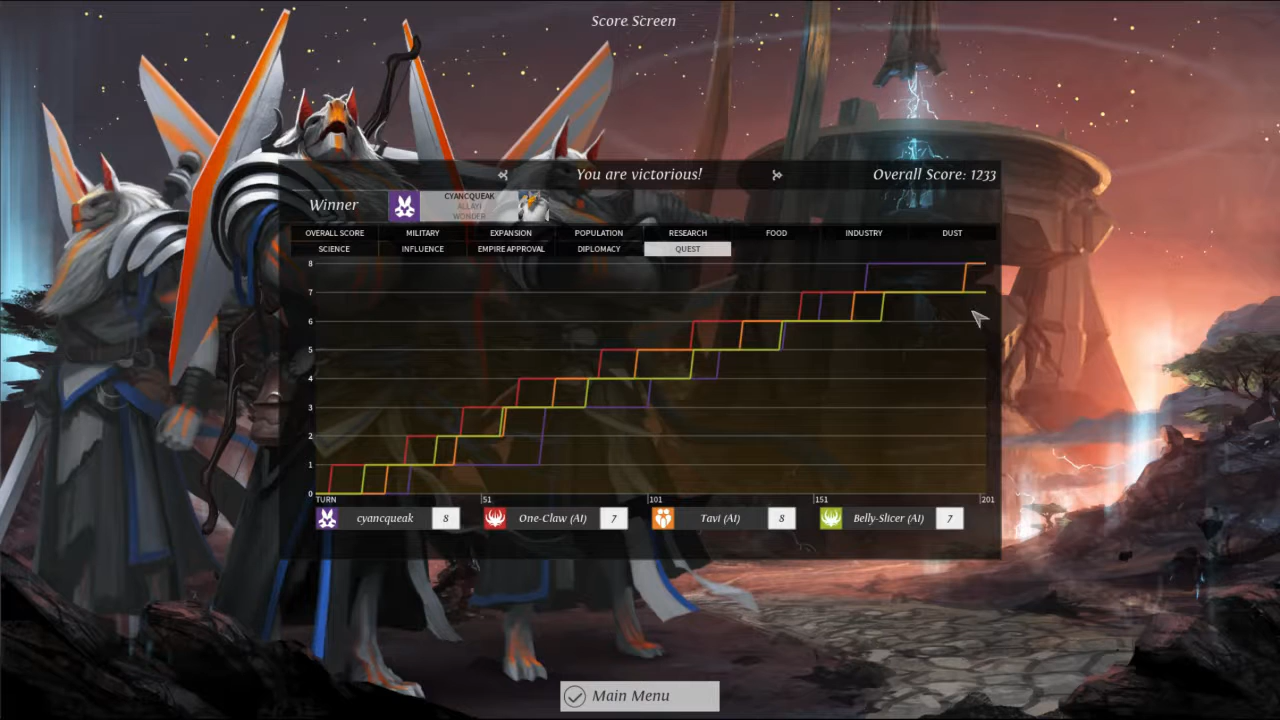 Score Screen
You are victorious!
Overall Score: 1233
Winner
CYANCQUEAK
ALLAYI
WONDER
OVERALL SCORE MILITARY EXPANSION POPULATION RESEARCH FOOD INDUSTRY DUST
SCIENCE INFLUENCE EMPIRE APPROVAL DIPLOMACY QUEST
8
7
6
5
4
3
2
1
0
TURN 51 101 151 201
cyancqueak 8 One-Claw (AI) 7 Tavi (AI) 8 Belly-Slicer (AI) 7
Main Menu